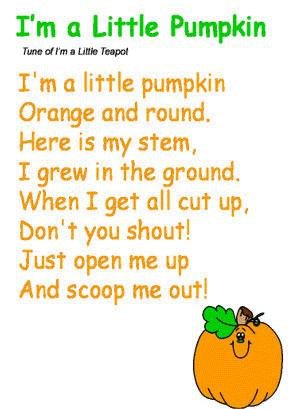 I'm a Little Pumpkin
Tune of I'm a Little Teapot
I'm a little pumpkin
Orange and round.
Here is my stem,
I grew in the ground.
When I get all cut up,
Don't you shout!
Just open me up
And scoop me out!